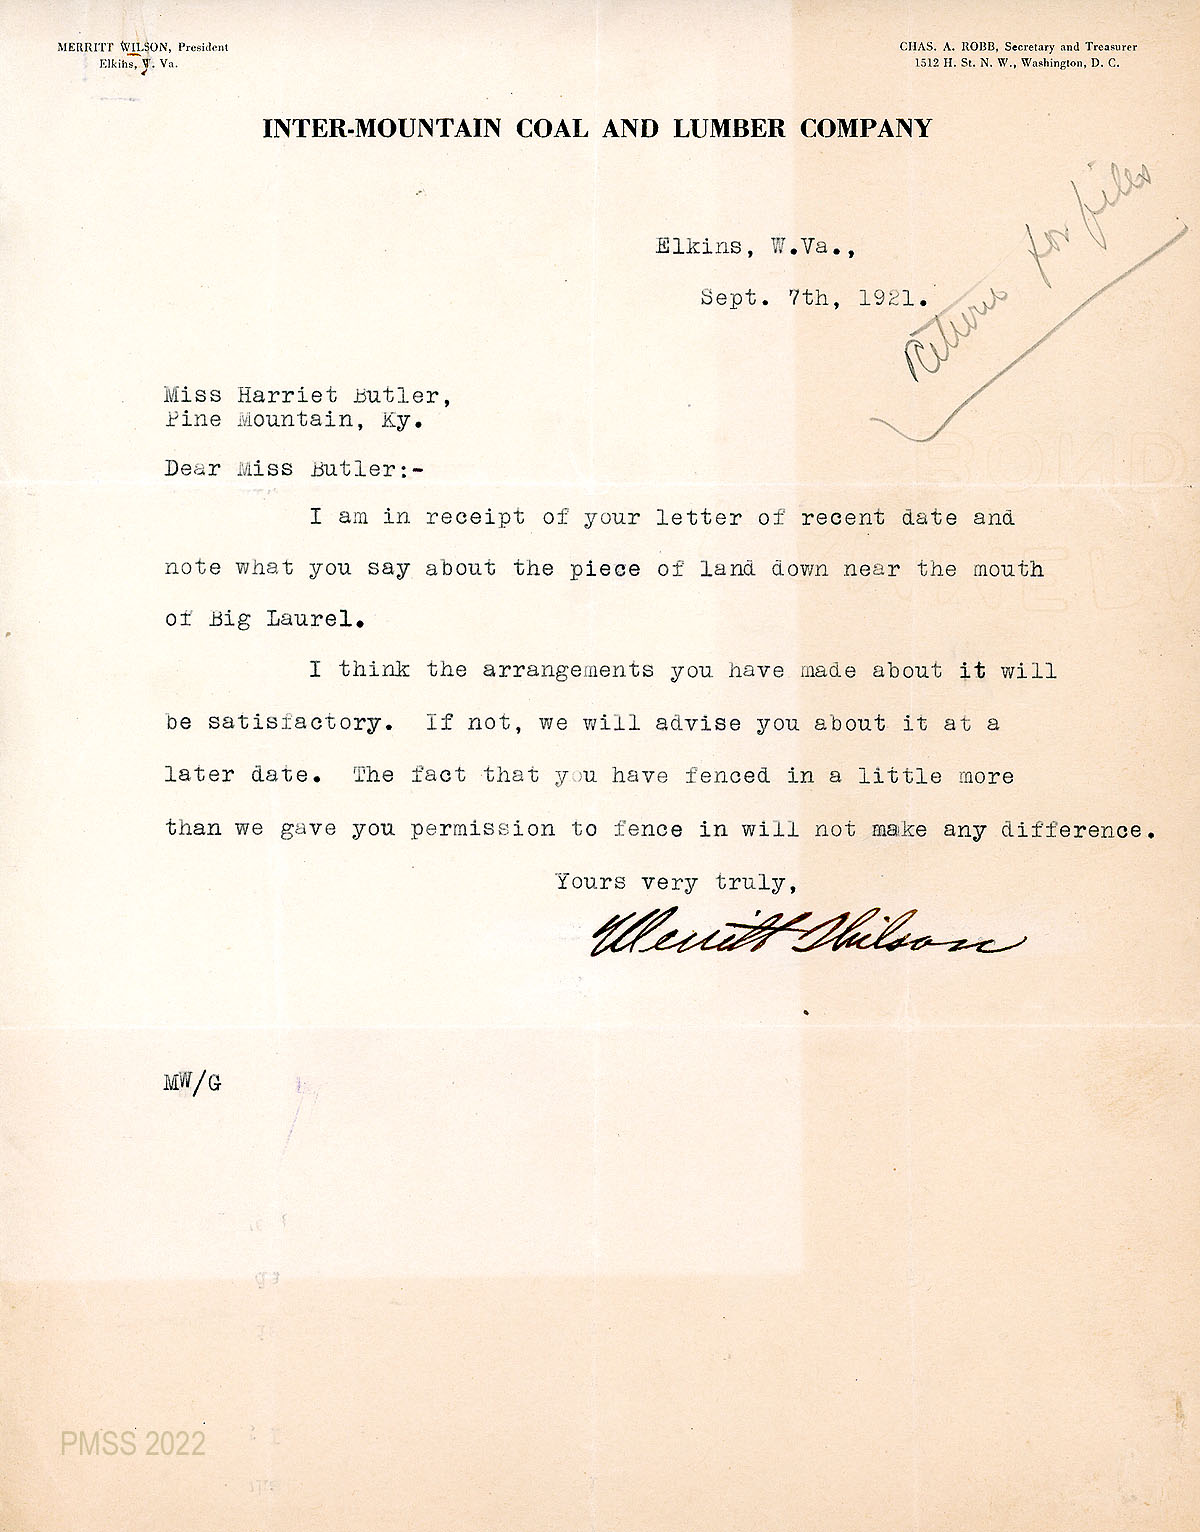 MERRITT WILSON, President
Elkins, W. Va.
CHAS. A. ROBB, Secretary and Treasurer
1512 H. St. N. W., Washington, D. C.
INTER-MOUNTAIN COAL AND LUMBER COMPANY
Return for files
Elkins, W.Va.,
Sept. 7th, 1921.
Miss Harriet Butler,
Pine Mountain, Ky.
Dear Miss Butler:-
I am in receipt of your letter of recent date and
note what you say about the piece of land down near the mouth
of Big Laurel.
I think the arrangements you have made about it will
be satisfactory. If not, we will advise you about it at a
later date. The fact that you have fenced in a little more
than we gave you permission to fence in will not make any difference.
Yours very truly,
Merritt Wilson
MW/G
PMSS 2022